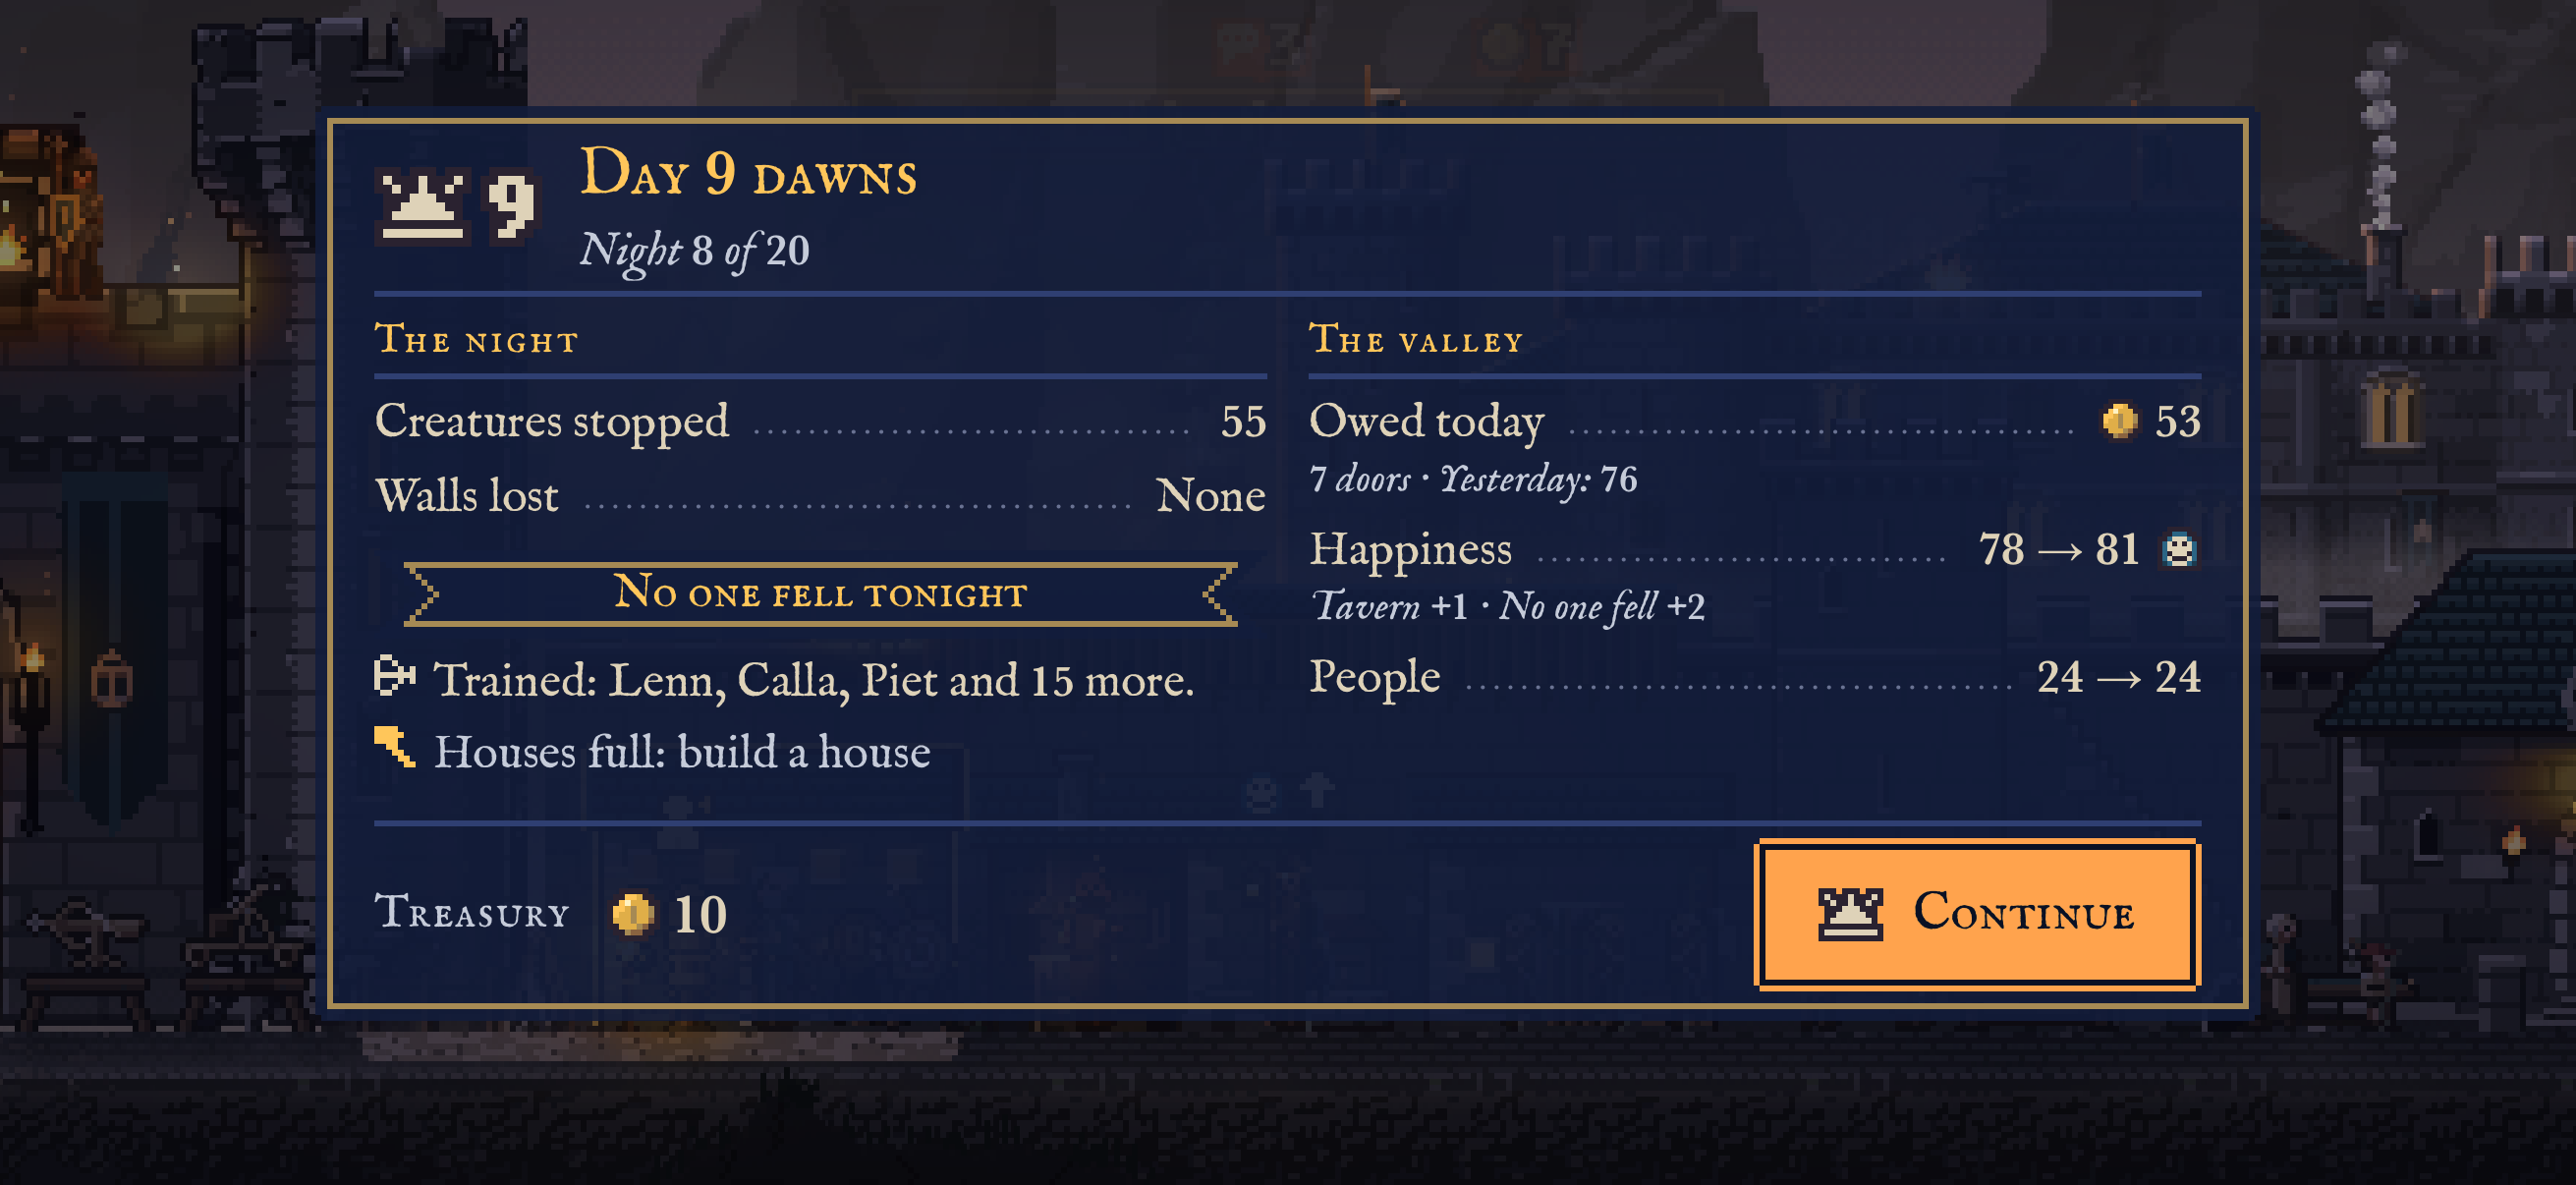 9
Day 9 dawns
Night 8 of 20
The night
Creatures stopped 55
Walls lost None
No one fell tonight
Trained: Lenn, Calla, Piet and 15 more.
Houses full: build a house
The valley
Owed today 53
7 doors · Yesterday: 76
Happiness 78 → 81
Tavern +1 · No one fell +2
People 24 → 24
Treasury 10
Continue